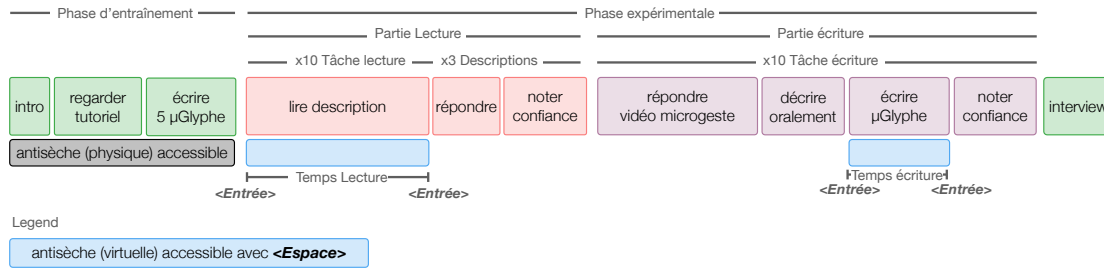 Phase d'entraînement
Phase expérimentale
Partie Lecture
Partie écriture
x10 Tâche lecture
x3 Descriptions
x10 Tâche écriture
intro
regarder
tutoriel
écrire
5 µGlyphe
lire description
répondre
noter
confiance
répondre
vidéo microgeste
décrire
oralement
écrire
µGlyphe
noter
confiance
interview
antisèche (physique) accessible
Temps Lecture
Temps écriture
<Entrée>
<Entrée>
<Entrée>
<Entrée>
Legend
antisèche (virtuelle) accessible avec <Espace>